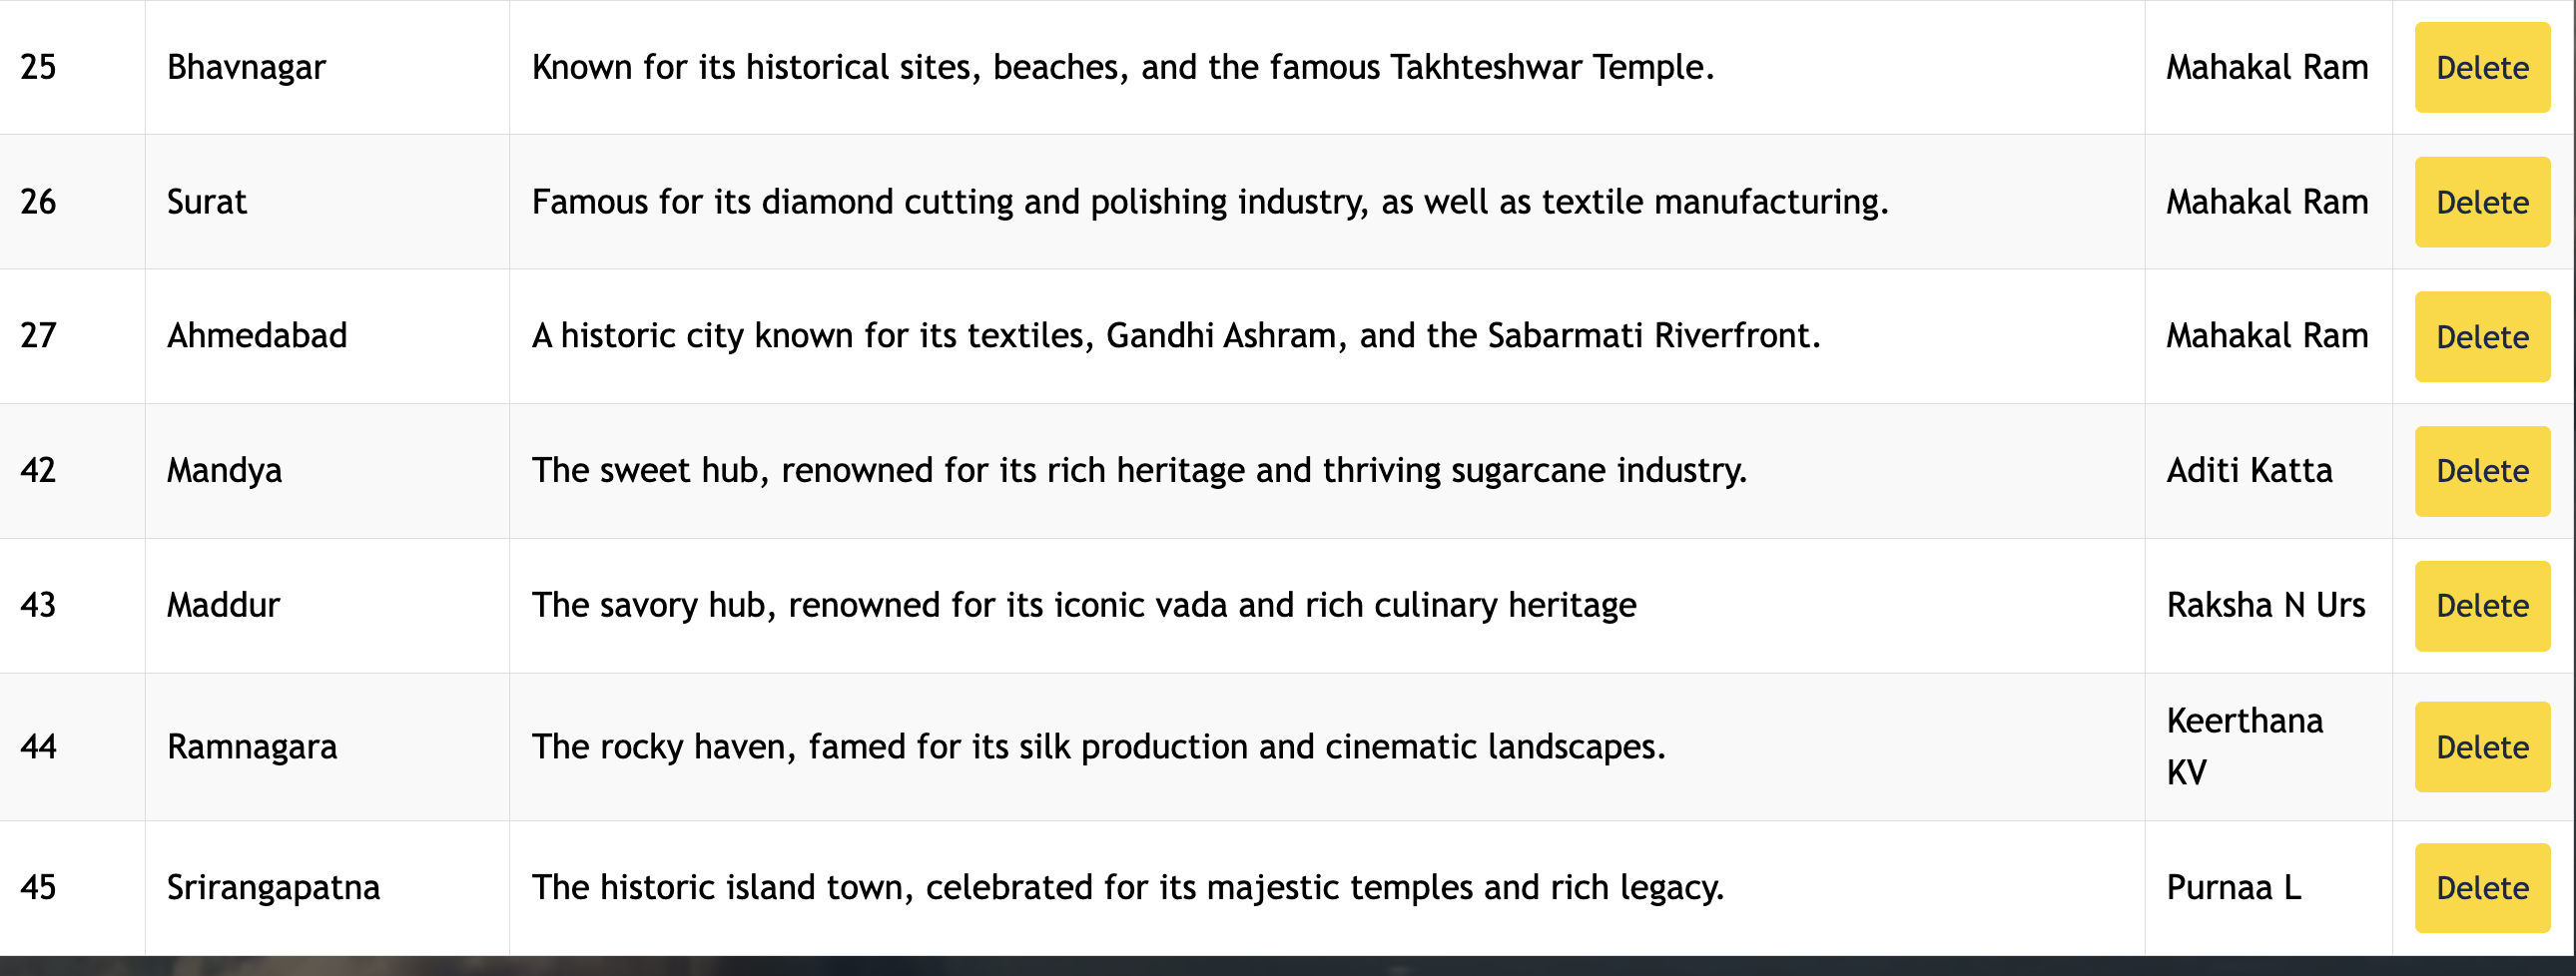 25 Bhavnagar Known for its historical sites, beaches, and the famous Takhteshwar Temple. Mahakal Ram Delete
26 Surat Famous for its diamond cutting and polishing industry, as well as textile manufacturing. Mahakal Ram Delete
27 Ahmedabad A historic city known for its textiles, Gandhi Ashram, and the Sabarmati Riverfront. Mahakal Ram Delete
42 Mandya The sweet hub, renowned for its rich heritage and thriving sugarcane industry. Aditi Katta Delete
43 Maddur The savory hub, renowned for its iconic vada and rich culinary heritage Raksha N Urs Delete
44 Ramnagara The rocky haven, famed for its silk production and cinematic landscapes. Keerthana
KV Delete
45 Srirangapatna The historic island town, celebrated for its majestic temples and rich legacy. Purnaa L Delete